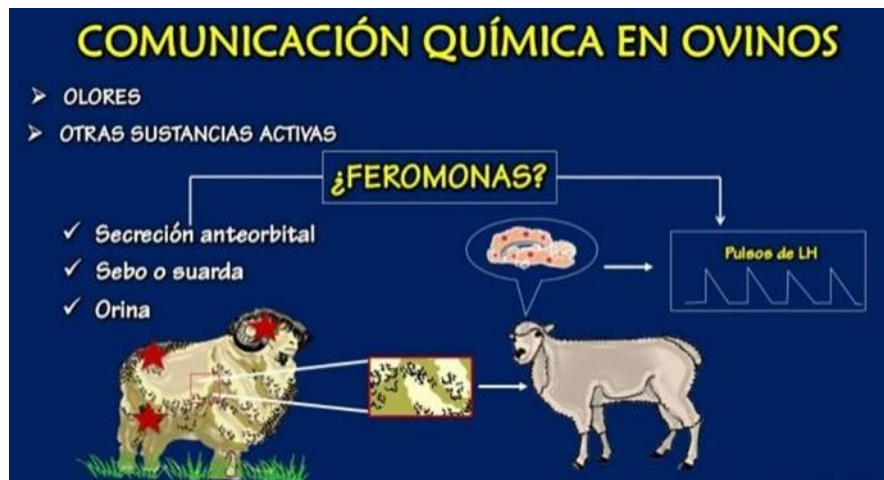 COMUNICACIÓN QUÍMICA EN OVINOS
➢ OLORES
➢ OTRAS SUSTANCIAS ACTIVAS
¿FEROMONAS?
✓ Secreción anteorbital
✓ Sebo o suarda
✓ Orina
Pulsos de LH